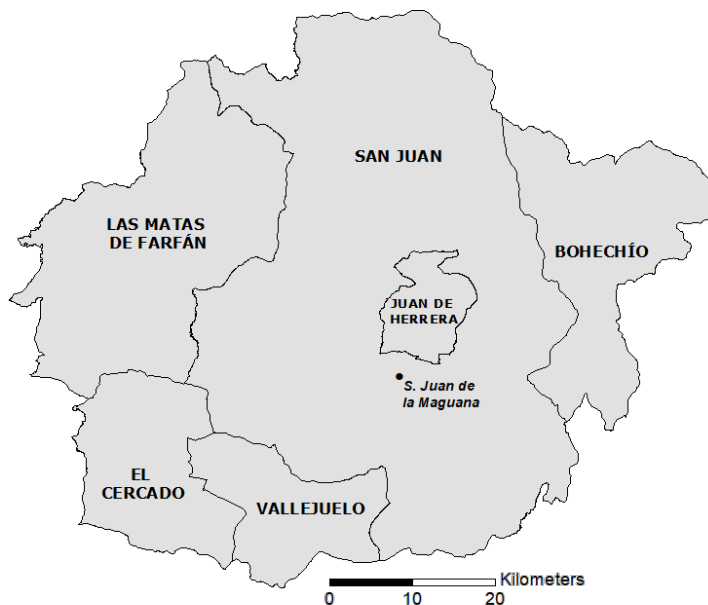 SAN JUAN
LAS MATAS
DE FARFÁN
BOHECHÍO
JUAN DE
HERRERA
S. Juan de
la Maguana
EL
CERCADO
VALLEJUELO
Kilometers
0 10 20